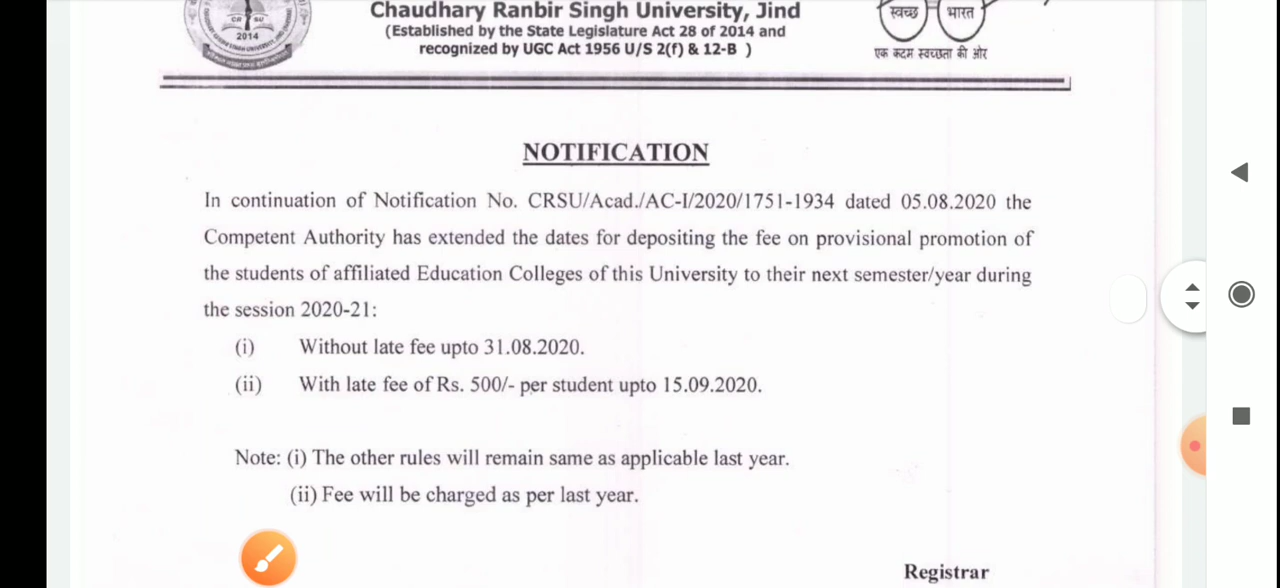 Chaudhary Ranbir Singh University, Jind
(Established by the State Legislature Act 28 of 2014 and
recognized by UGC Act 1956 U/S 2(f) & 12-B )
CR SU
2014
स्वच्छ भारत
एक कदम स्वच्छता की ओर
NOTIFICATION
In continuation of Notification No. CRSU/Acad./AC-I/2020/1751-1934 dated 05.08.2020 the
Competent Authority has extended the dates for depositing the fee on provisional promotion of
the students of affiliated Education Colleges of this University to their next semester/year during
the session 2020-21:
(i) Without late fee upto 31.08.2020.
(ii) With late fee of Rs. 500/- per student upto 15.09.2020.
Note: (i) The other rules will remain same as applicable last year.
(ii) Fee will be charged as per last year.
Registrar